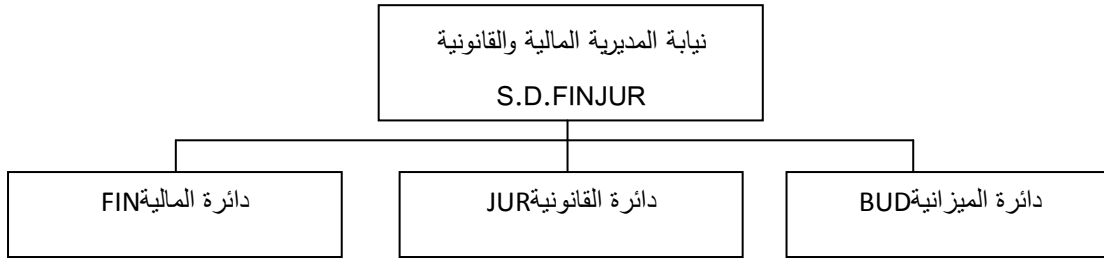 نيابة المديرية المالية والقانونية
S.D.FINJUR
دائرة الميزانيةBUD
دائرة القانونيةJUR
دائرة الماليةFIN